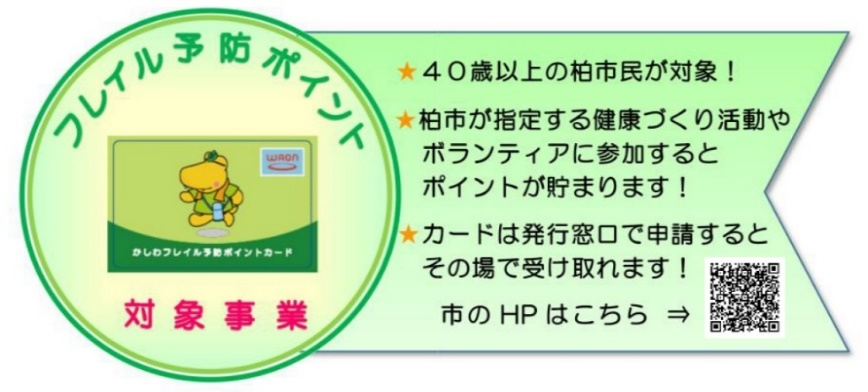 フレイル予防ポイント
WAON
かしわフレイル予防ポイントカード
対象事業
★４０歳以上の柏市民が対象！
★柏市が指定する健康づくり活動や
ボランティアに参加すると
ポイントが貯まります！
★カードは発行窓口で申請すると
その場で受け取れます！
市のHPはこちら ⇒